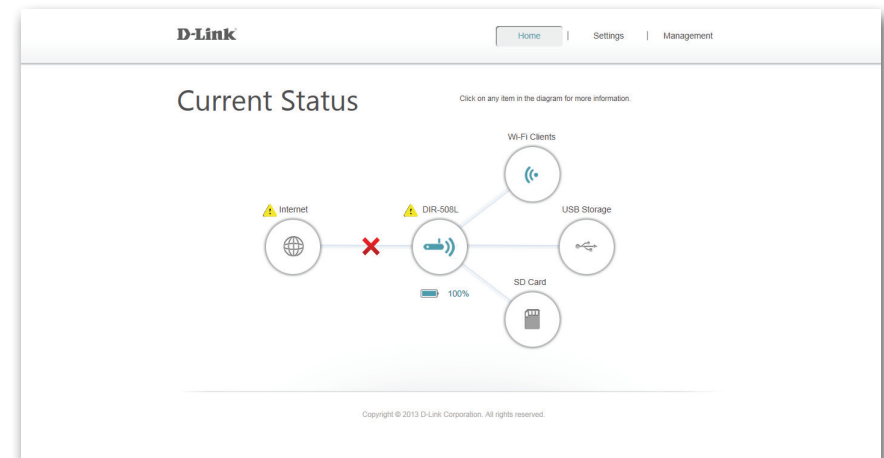 D-Link
Home | Settings | Management
Current Status
Click on any item in the diagram for more information.
Wi-Fi Clients
Internet
DIR-508L
USB Storage
100%
SD Card
Copyright © 2013 D-Link Corporation. All rights reserved.